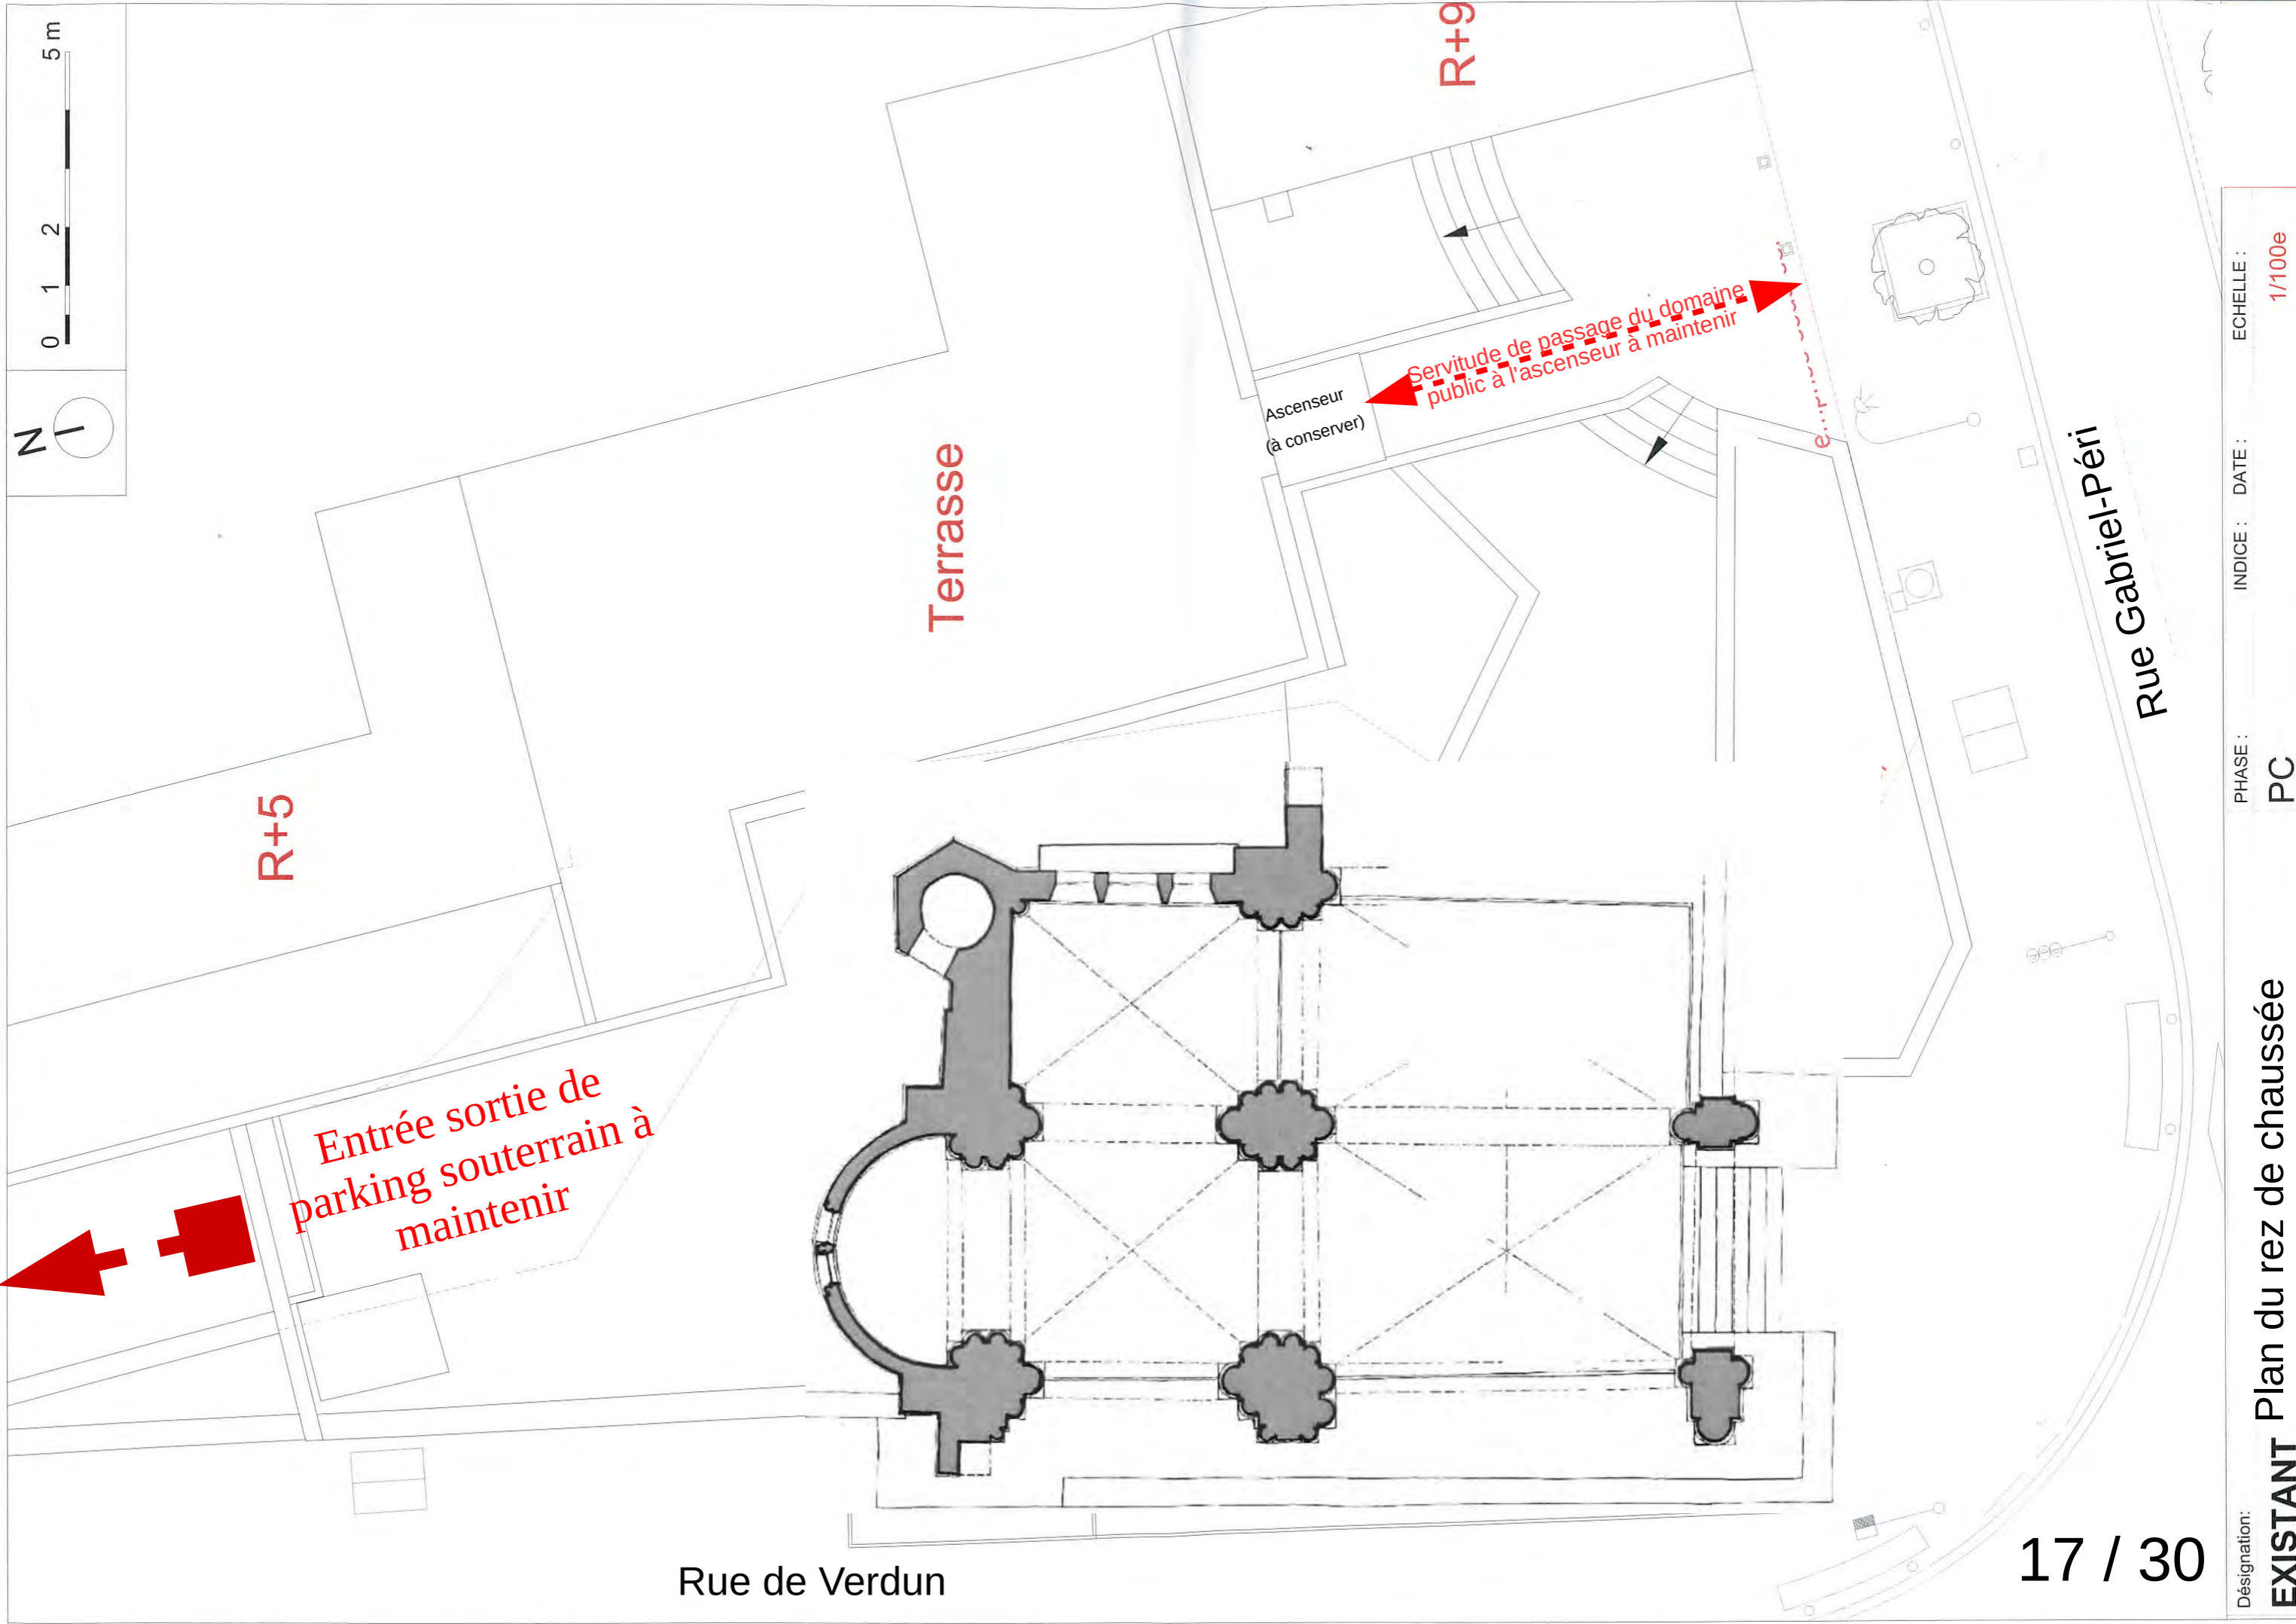 5 m
2
1
0
N
R+9
Servitude de passage du domaine
public à l'ascenseur à maintenir
Ascenseur
(à conserver)
Terrasse
R+5
Entrée sortie de
parking souterrain à
maintenir
Rue Gabriel-Péri
Rue de Verdun
17 / 30
ECHELLE :
1/100e
DATE :
INDICE :
PHASE :
PC
Désignation:
EXISTANT Plan du rez de chaussée